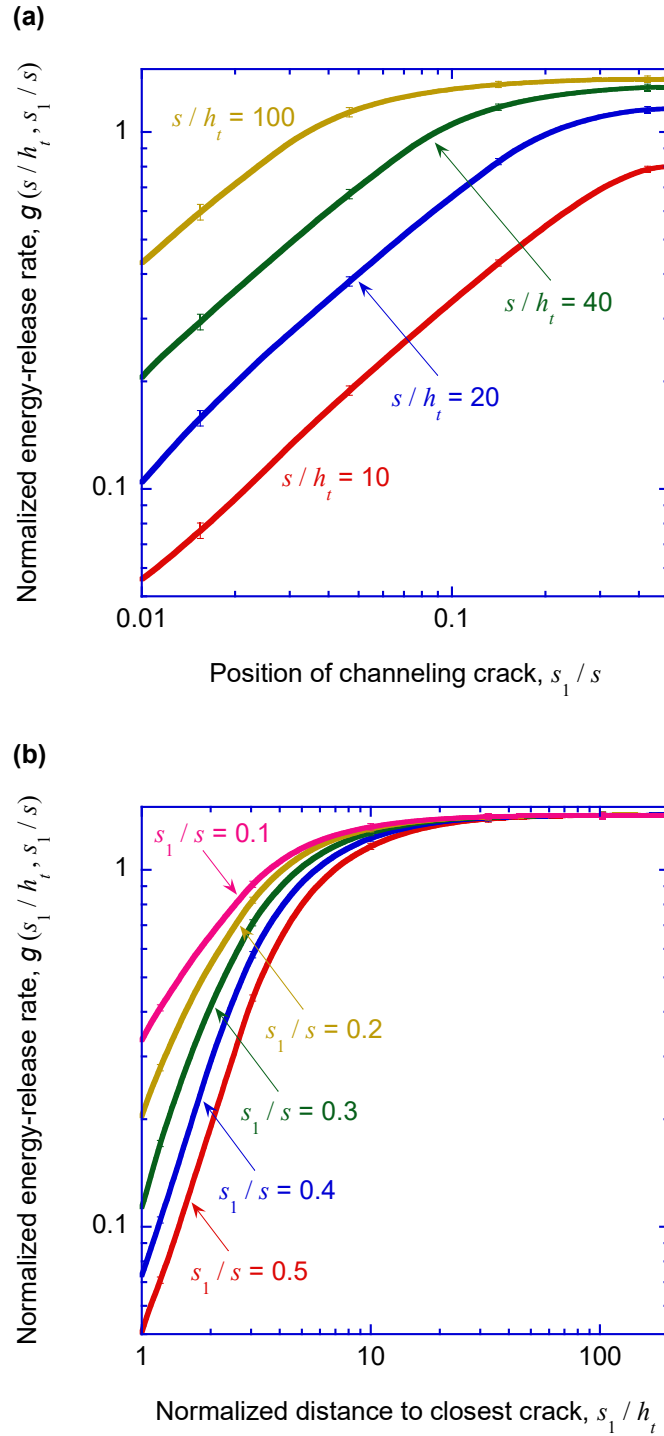 (a)
Normalized energy-release rate, g (s / h_t , s_1 / s)
1
0.1
s / h_t = 100
s / h_t = 40
s / h_t = 20
s / h_t = 10
0.01
0.1
Position of channeling crack, s_1 / s
(b)
Normalized energy-release rate, g (s_1 / h_t , s_1 / s)
1
0.1
s_1 / s = 0.1
s_1 / s = 0.2
s_1 / s = 0.3
s_1 / s = 0.4
s_1 / s = 0.5
1
10
100
Normalized distance to closest crack, s_1 / h_t